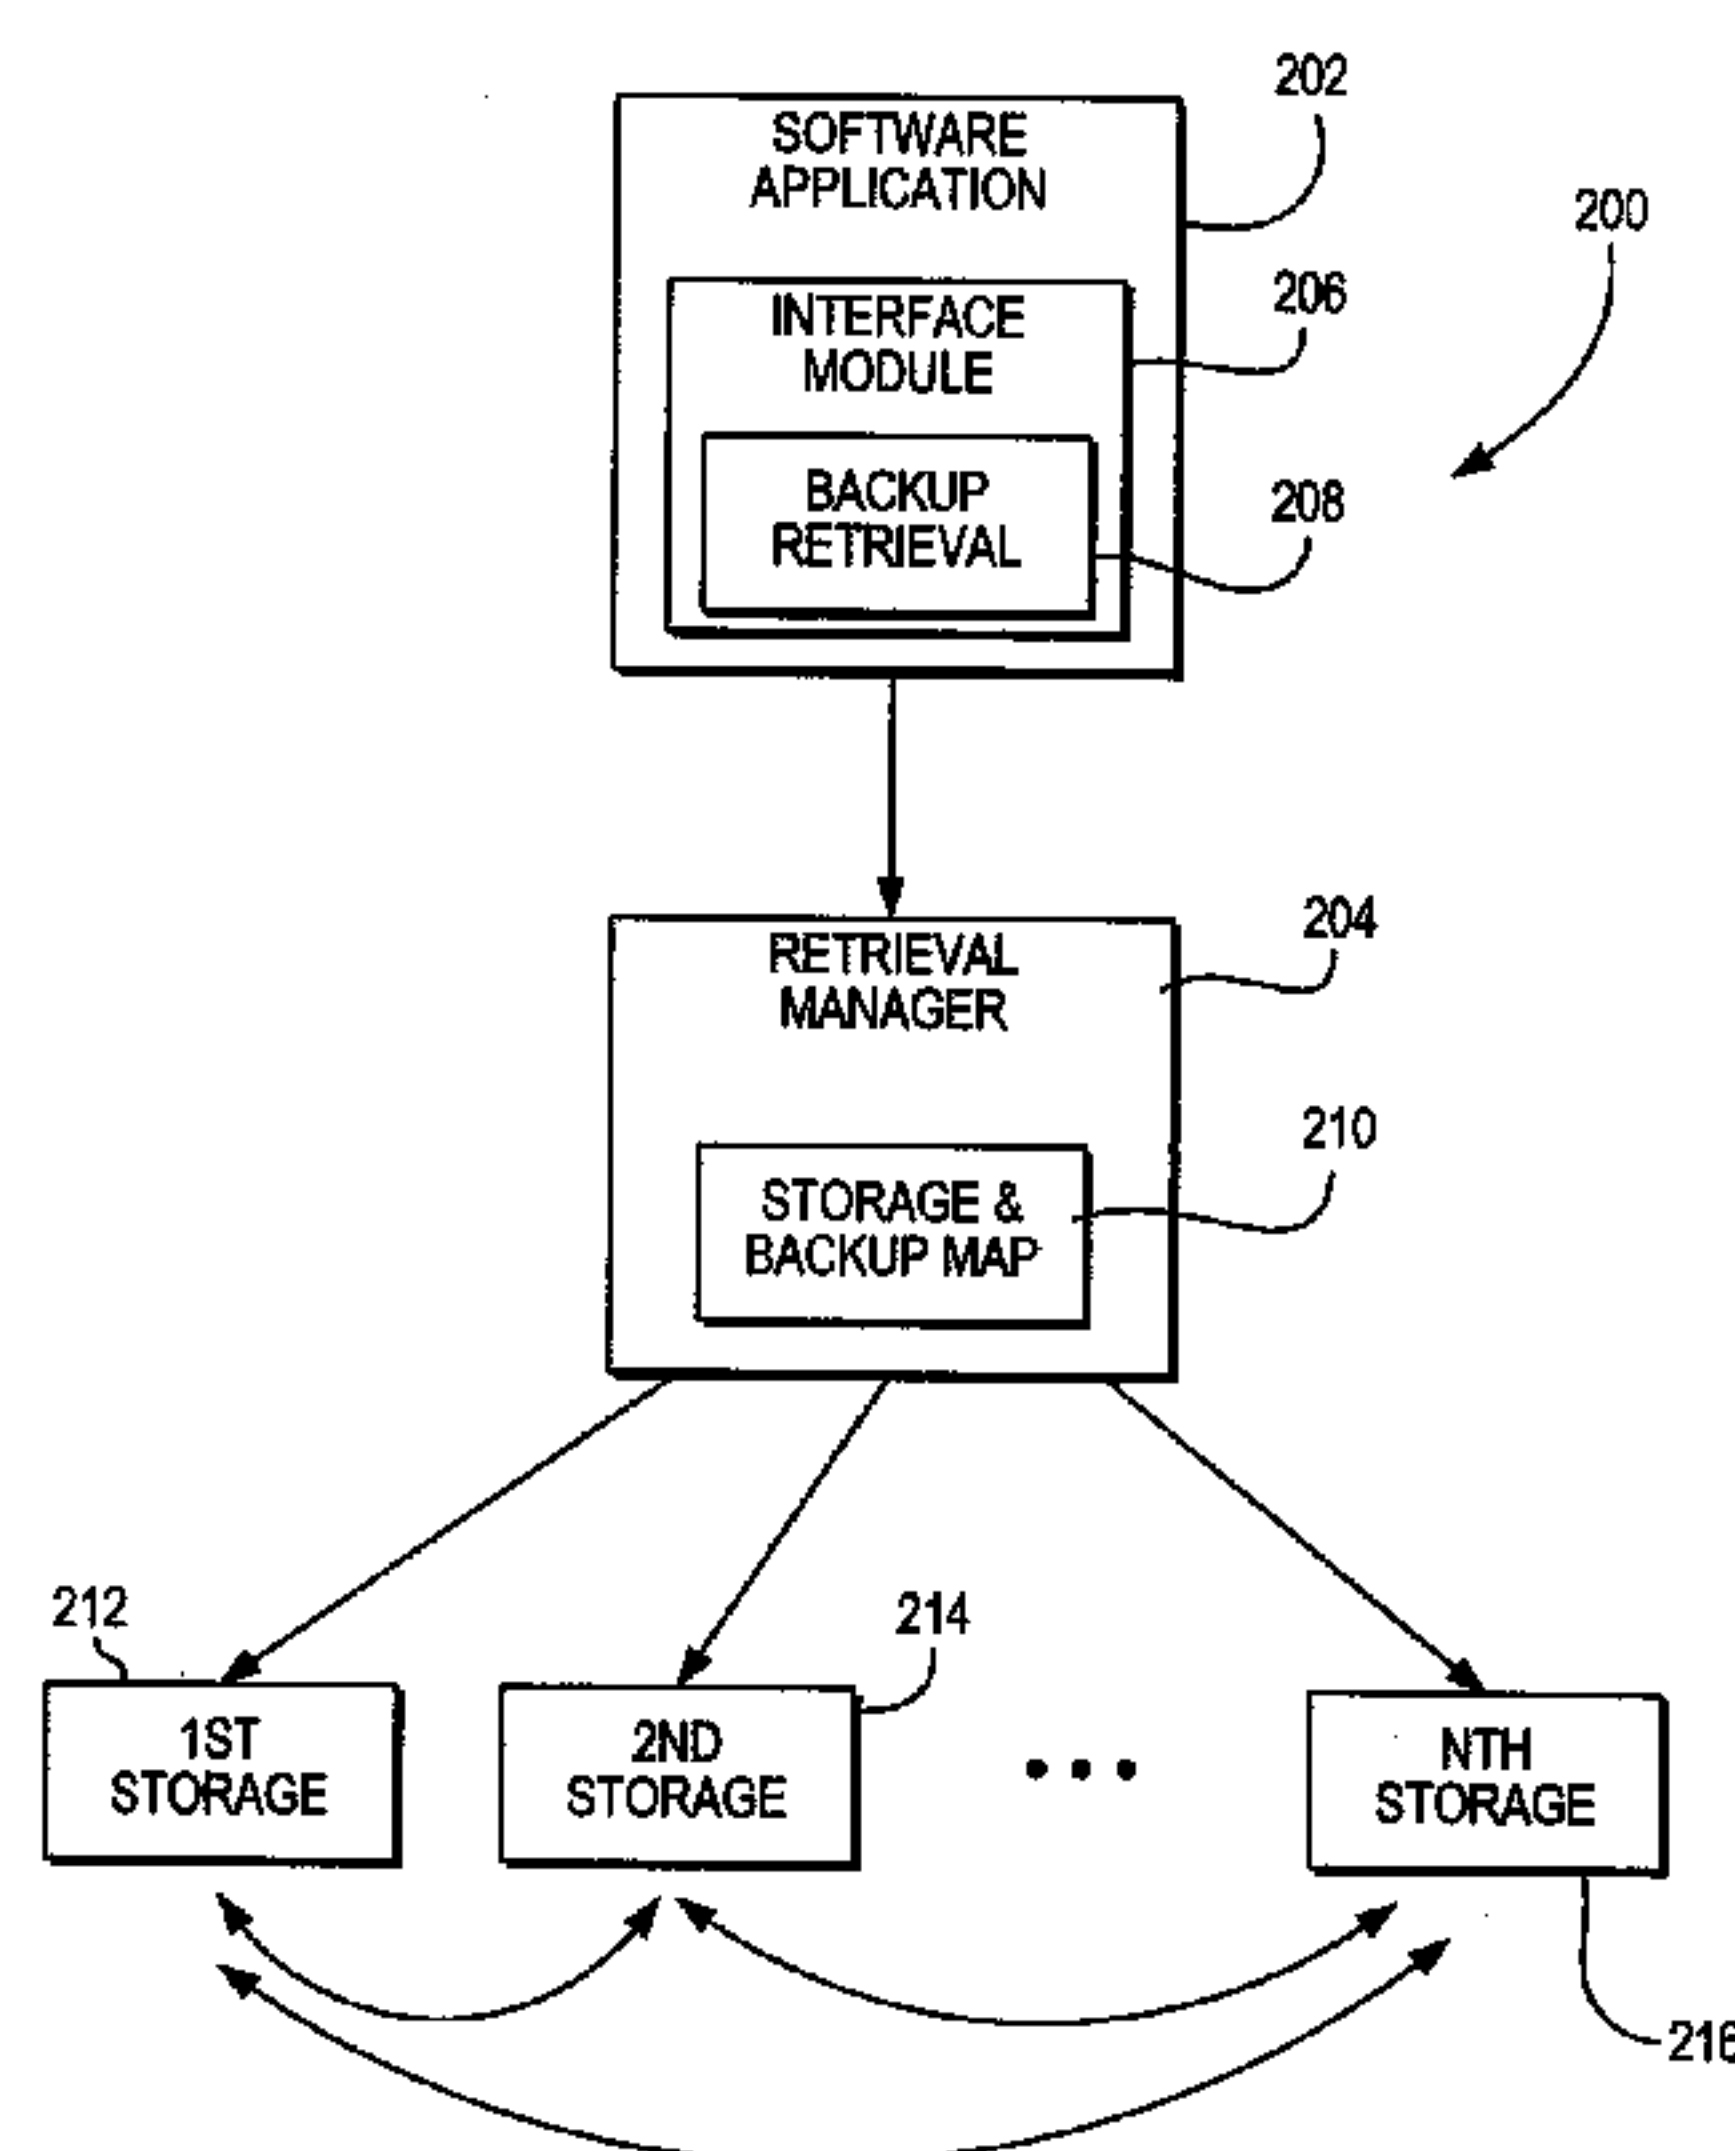 202
SOFTWARE
APPLICATION
200
206
INTERFACE
MODULE
208
BACKUP
RETRIEVAL
204
RETRIEVAL
MANAGER
210
STORAGE &
BACKUP MAP
212
214
1ST
STORAGE
2ND
STORAGE
NTH
STORAGE
216